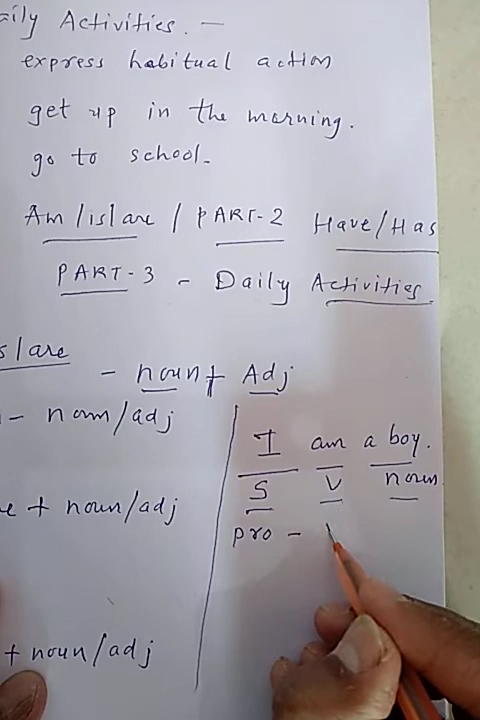 aily Activities. —
express habitual action
get up in the morning.
go to school.
Am/is/are / PART-2 Have/Has
PART-3 - Daily Activities
s/are - noun + Adj
- noun/adj
e + noun/adj
+ noun/adj
I am a boy.
S V noun
pro -